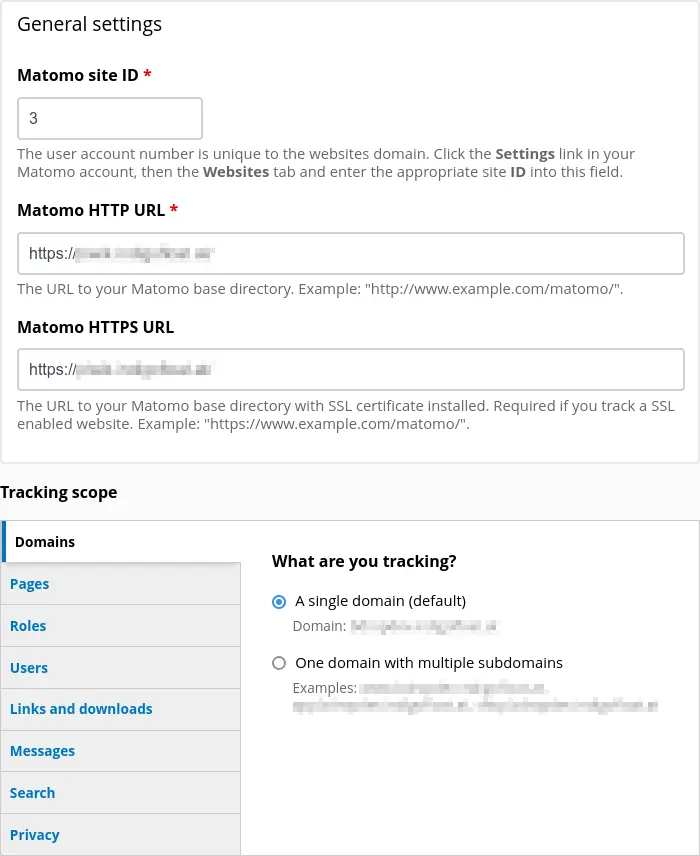 General settings
Matomo site ID *
3
The user account number is unique to the websites domain. Click the Settings link in your
Matomo account, then the Websites tab and enter the appropriate site ID into this field.
Matomo HTTP URL *
https://
The URL to your Matomo base directory. Example: "http://www.example.com/matomo/".
Matomo HTTPS URL
https://
The URL to your Matomo base directory with SSL certificate installed. Required if you track a SSL
enabled website. Example: "https://www.example.com/matomo/".
Tracking scope
Domains
Pages
Roles
Users
Links and downloads
Messages
Search
Privacy
What are you tracking?
A single domain (default)
Domain:
One domain with multiple subdomains
Examples: